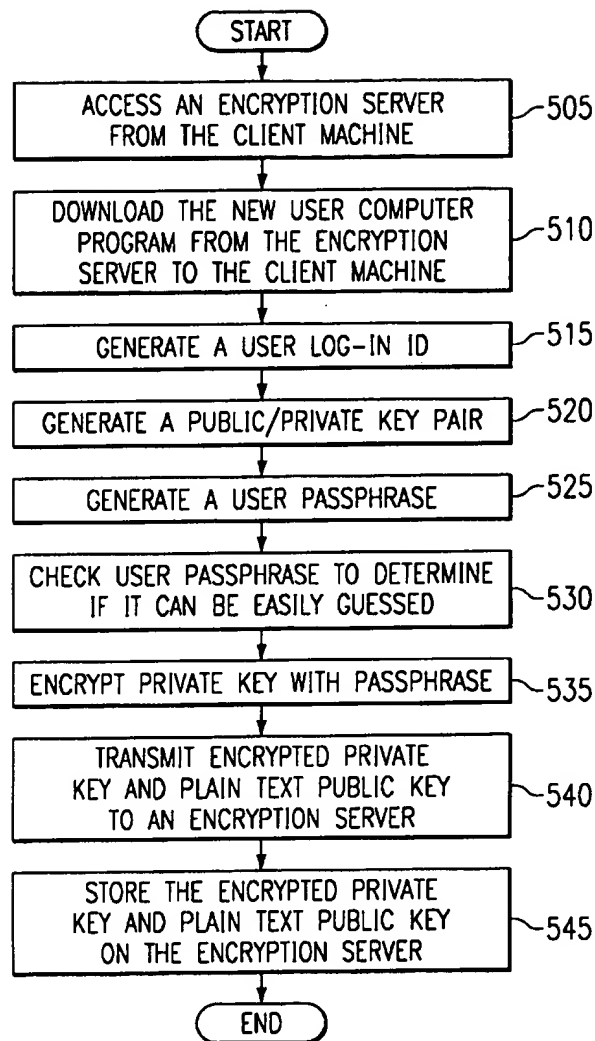 START
ACCESS AN ENCRYPTION SERVER
FROM THE CLIENT MACHINE
505
DOWNLOAD THE NEW USER COMPUTER
PROGRAM FROM THE ENCRYPTION
SERVER TO THE CLIENT MACHINE
510
GENERATE A USER LOG-IN ID
515
GENERATE A PUBLIC/PRIVATE KEY PAIR
520
GENERATE A USER PASSPHRASE
525
CHECK USER PASSPHRASE TO DETERMINE
IF IT CAN BE EASILY GUESSED
530
ENCRYPT PRIVATE KEY WITH PASSPHRASE
535
TRANSMIT ENCRYPTED PRIVATE
KEY AND PLAIN TEXT PUBLIC KEY
TO AN ENCRYPTION SERVER
540
STORE THE ENCRYPTED PRIVATE
KEY AND PLAIN TEXT PUBLIC KEY
ON THE ENCRYPTION SERVER
545
END